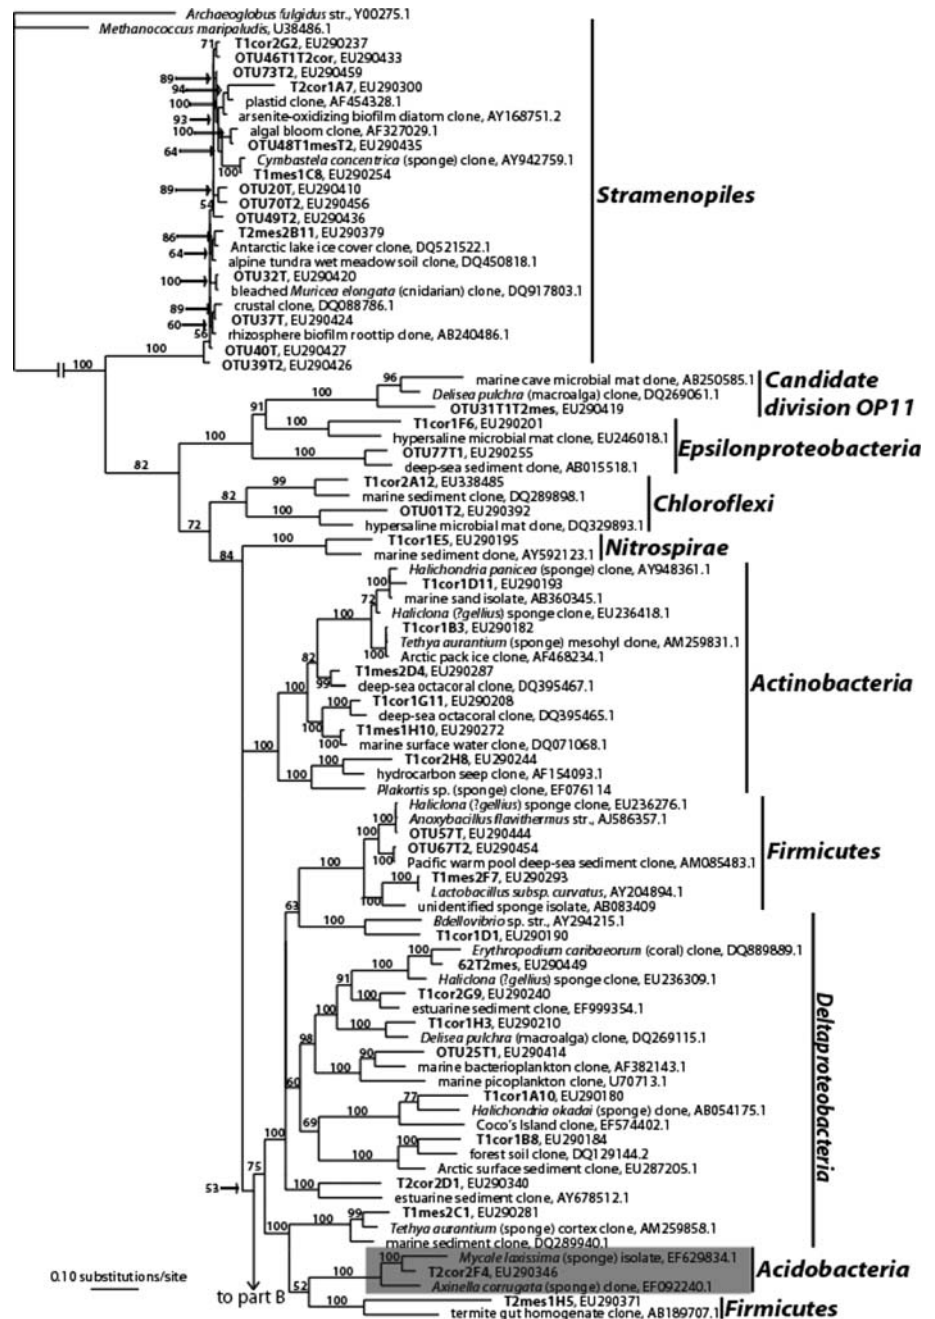 Archaeoglobus fulgidus str., Y00275.1
Methanococcus maripaludis, U38486.1
71 T1cor2G2, EU290237
OTU46T1T2cor, EU290433
OTU73T2, EU290459
89
94 T2cor1A7, EU290300
100 plastid clone, AF454328.1
93 arsenite-oxidizing biofilm diatom clone, AY168751.2
100 algal bloom clone, AF327029.1
64 OTU48T1mesT2, EU290435
Cymbastela concentrica (sponge) clone, AY942759.1
100 T1mes1C8, EU290254
89 OTU20T, EU290410
54 OTU70T2, EU290456
OTU49T2, EU290436
Stramenopiles
86 T2mes2B11, EU290379
64 Antarctic lake ice cover clone, DQ521522.1
alpine tundra wet meadow soil clone, DQ450818.1
100 OTU32T, EU290420
bleached Muricea elongata (cnidarian) clone, DQ917803.1
89 crustal clone, DQ088786.1
60 OTU37T, EU290424
56 rhizosphere biofilm roottip clone, AB240486.1
100 OTU40T, EU290427
100 OTU39T2, EU290426
96 marine cave microbial mat clone, AB250585.1
100 Delisea pulchra (macroalga) clone, DQ269061.1
91 OTU31T1T2mes, EU290419
Candidate
division OP11
100 T1cor1F6, EU290201
100 hypersaline microbial mat clone, EU246018.1
100 OTU77T1, EU290255
82 deep-sea sediment clone, AB015518.1
Epsilonproteobacteria
99 T1cor2A12, EU338485
82 marine sediment clone, DQ289898.1
100 OTU01T2, EU290392
72 hypersaline microbial mat clone, DQ329893.1
Chloroflexi
84 100 T1cor1E5, EU290195
marine sediment clone, AY592123.1
Nitrospirae
Halichondria panicea (sponge) clone, AY948361.1
100 T1cor1D11, EU290193
72 marine sand isolate, AB360345.1
100 Haliclona (?gellius) sponge clone, EU236418.1
T1cor1B3, EU290182
Tethya aurantium (sponge) mesohyl clone, AM259831.1
82 100 Arctic pack ice clone, AF468234.1
T1mes2D4, EU290287
100 99 deep-sea octacoral clone, DQ395467.1
100 T1cor1G11, EU290208
deep-sea octacoral clone, DQ395465.1
100 T1mes1H10, EU290272
100 100 marine surface water clone, DQ071068.1
100 T1cor2H8, EU290244
100 hydrocarbon seep clone, AF154093.1
Plakortis sp. (sponge) clone, EF076114
Actinobacteria
Haliclona (?gellius) sponge clone, EU236276.1
100 Anoxybacillus flavithermus str., AJ586357.1
100 OTU57T, EU290444
OTU67T2, EU290454
100 100 Pacific warm pool deep-sea sediment clone, AM085483.1
100 T1mes2F7, EU290293
Lactobacillus subsp. curvatus, AY204894.1
63 100 unidentified sponge isolate, AB083409
Firmicutes
100 Bdellovibrio sp. str., AY294215.1
T1cor1D1, EU290190
100 Erythropodium caribaeorum (coral) clone, DQ889889.1
100 62T2mes, EU290449
91 Haliclona (?gellius) sponge clone, EU236309.1
100 T1cor2G9, EU290240
100 estuarine sediment clone, EF999354.1
100 T1cor1H3, EU290210
98 Delisea pulchra (macroalga) clone, DQ269115.1
90 OTU25T1, EU290414
100 marine bacterioplankton clone, AF382143.1
60 marine picoplankton clone, U70713.1
77 T1cor1A10, EU290180
100 Halichondria okadai (sponge) clone, AB054175.1
69 Coco's Island clone, EF574402.1
100 100 T1cor1B8, EU290184
100 forest soil clone, DQ129144.2
Arctic surface sediment clone, EU287205.1
75 100 T2cor2D1, EU290340
53 estuarine sediment clone, AY678512.1
Deltaproteobacteria
99 T1mes2C1, EU290281
100 100 Tethya aurantium (sponge) cortex clone, AM259858.1
marine sediment clone, DQ289940.1
100 Mycale laxissima (sponge) isolate, EF629834.1
100 T2cor2F4, EU290346
52 Axinella corrugata (sponge) clone, EF092240.1
Acidobacteria
0.10 substitutions/site
to part B
100 T2mes1H5, EU290371
termite gut homogenate clone, AB189707.1
Firmicutes